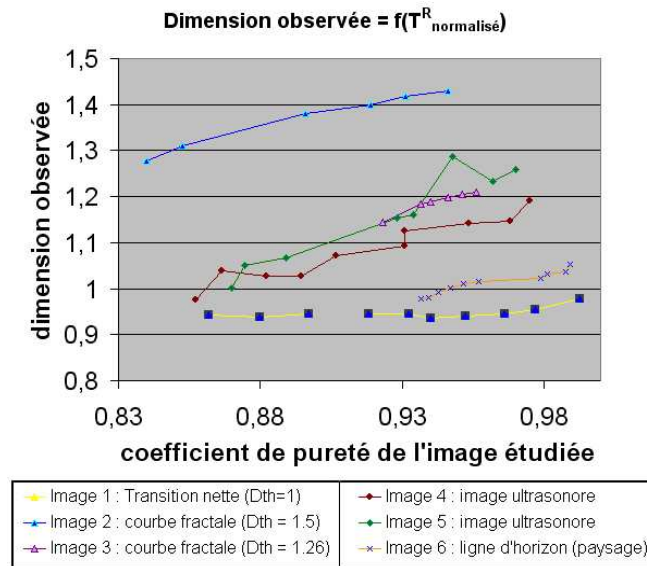 Dimension observée = f(T^R_normalisé)
1,5
1,4
1,3
1,2
1,1
1
0,9
0,8
dimension observée
0,83
0,88
0,93
0,98
coefficient de pureté de l'image étudiée
Image 1 : Transition nette (Dth=1)
Image 2 : courbe fractale (Dth = 1.5)
Image 3 : courbe fractale (Dth = 1.26)
Image 4 : image ultrasonore
Image 5 : image ultrasonore
Image 6 : ligne d'horizon (paysage)